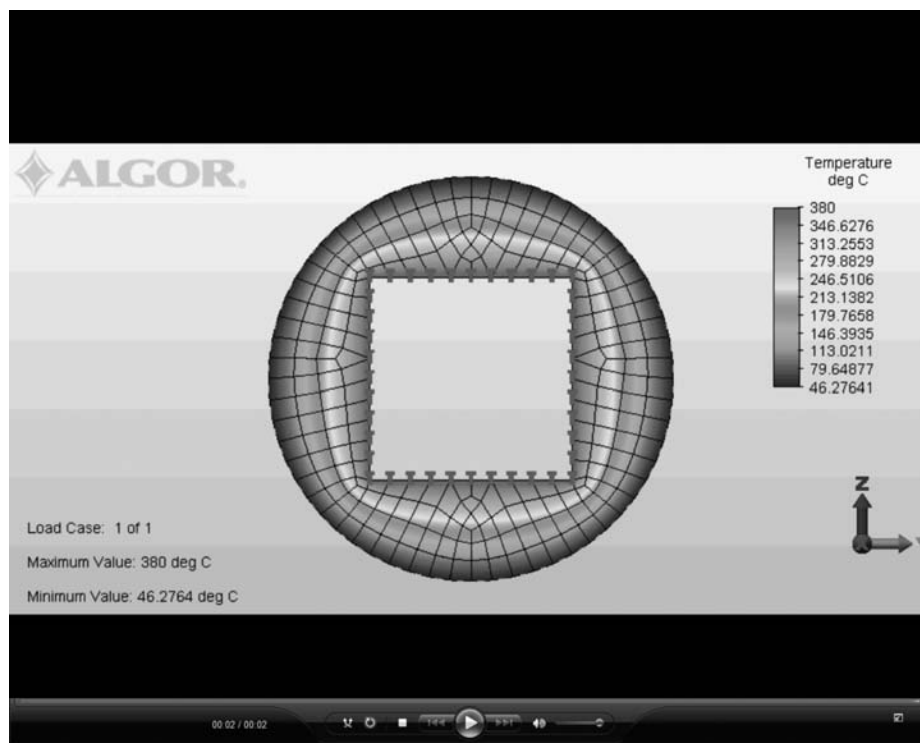 ALGOR.
Temperature
deg C
380
346.6276
313.2553
279.8829
246.5106
213.1382
179.7658
146.3935
113.0211
79.64877
46.27641
Z
Y
Load Case: 1 of 1
Maximum Value: 380 deg C
Minimum Value: 46.2764 deg C
00:02 / 00:02